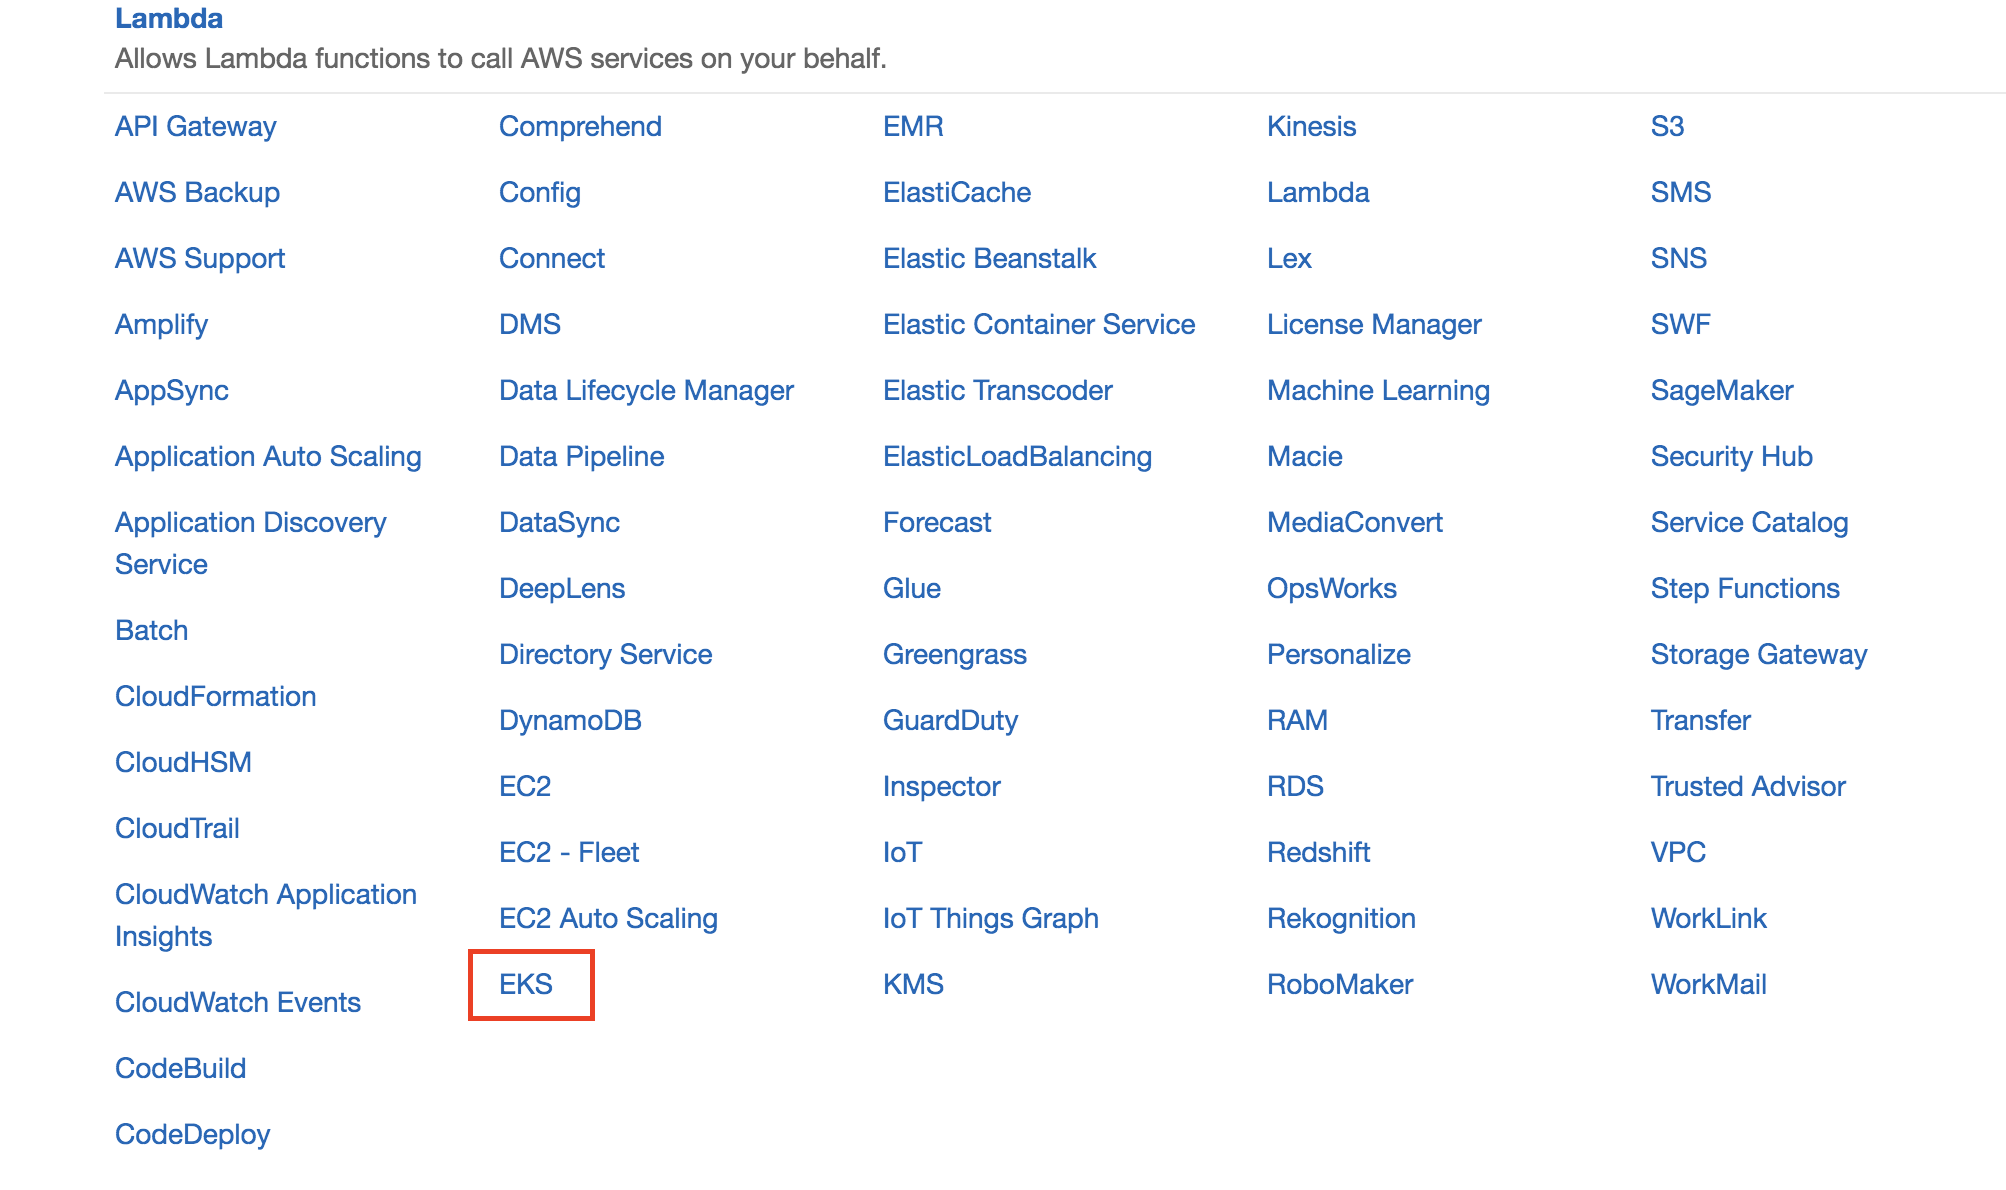 Lambda
Allows Lambda functions to call AWS services on your behalf.
API Gateway
AWS Backup
AWS Support
Amplify
AppSync
Application Auto Scaling
Application Discovery
Service
Batch
CloudFormation
CloudHSM
CloudTrail
CloudWatch Application
Insights
CloudWatch Events
CodeBuild
CodeDeploy
Comprehend
Config
Connect
DMS
Data Lifecycle Manager
Data Pipeline
DataSync
DeepLens
Directory Service
DynamoDB
EC2
EC2 - Fleet
EC2 Auto Scaling
EKS
EMR
ElastiCache
Elastic Beanstalk
Elastic Container Service
Elastic Transcoder
ElasticLoadBalancing
Forecast
Glue
Greengrass
GuardDuty
Inspector
IoT
IoT Things Graph
KMS
Kinesis
Lambda
Lex
License Manager
Machine Learning
Macie
MediaConvert
OpsWorks
Personalize
RAM
RDS
Redshift
Rekognition
RoboMaker
S3
SMS
SNS
SWF
SageMaker
Security Hub
Service Catalog
Step Functions
Storage Gateway
Transfer
Trusted Advisor
VPC
WorkLink
WorkMail